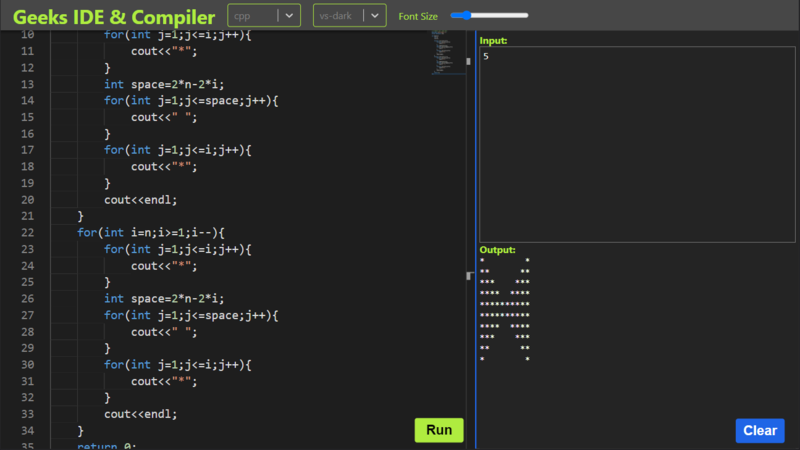 Geeks IDE & Compiler
cpp
vs-dark
Font Size
10 for(int j=1;j<=i;j++){
11 cout<<"*";
12 }
13 int space=2*n-2*i;
14 for(int j=1;j<=space;j++){
15 cout<<" ";
16 }
17 for(int j=1;j<=i;j++){
18 cout<<"*";
19 }
20 cout<<endl;
21 }
22 for(int i=n;i>=1;i--){
23 for(int j=1;j<=i;j++){
24 cout<<"*";
25 }
26 int space=2*n-2*i;
27 for(int j=1;j<=space;j++){
28 cout<<" ";
29 }
30 for(int j=1;j<=i;j++){
31 cout<<"*";
32 }
33 cout<<endl;
34 }
35 return 0;
Run
Input:
5
Output:
*        *
**      **
***    ***
****  ****
**********
**********
****  ****
***    ***
**      **
*        *
Clear